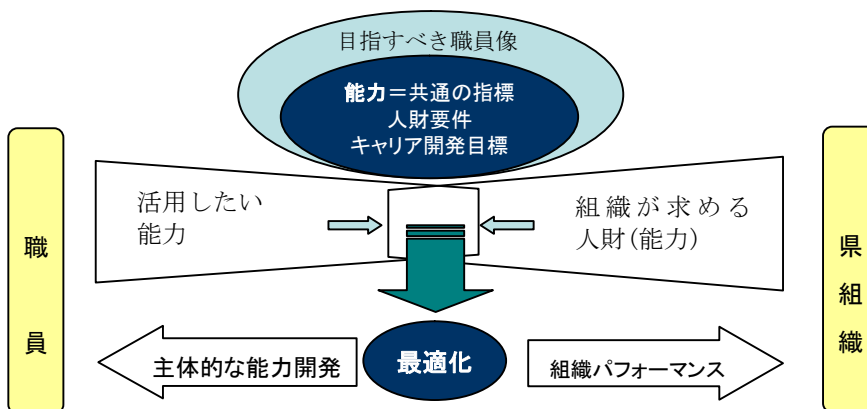 目指すべき職員像
能力＝共通の指標
人財要件
キャリア開発目標
職員
活用したい
能力
組織が求める
人財(能力)
県組織
主体的な能力開発
最適化
組織パフォーマンス